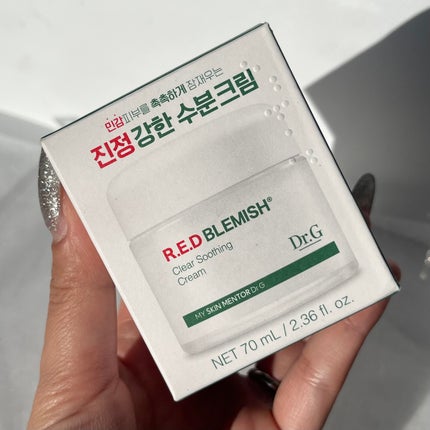 민감피부를 촉촉하게 잠재우는
진정 강한 수분크림
R.E.D BLEMISH®
Clear Soothing
Cream
Dr.G
MY SKIN MENTOR Dr.G
NET 70 mL / 2.36 fl. oz.